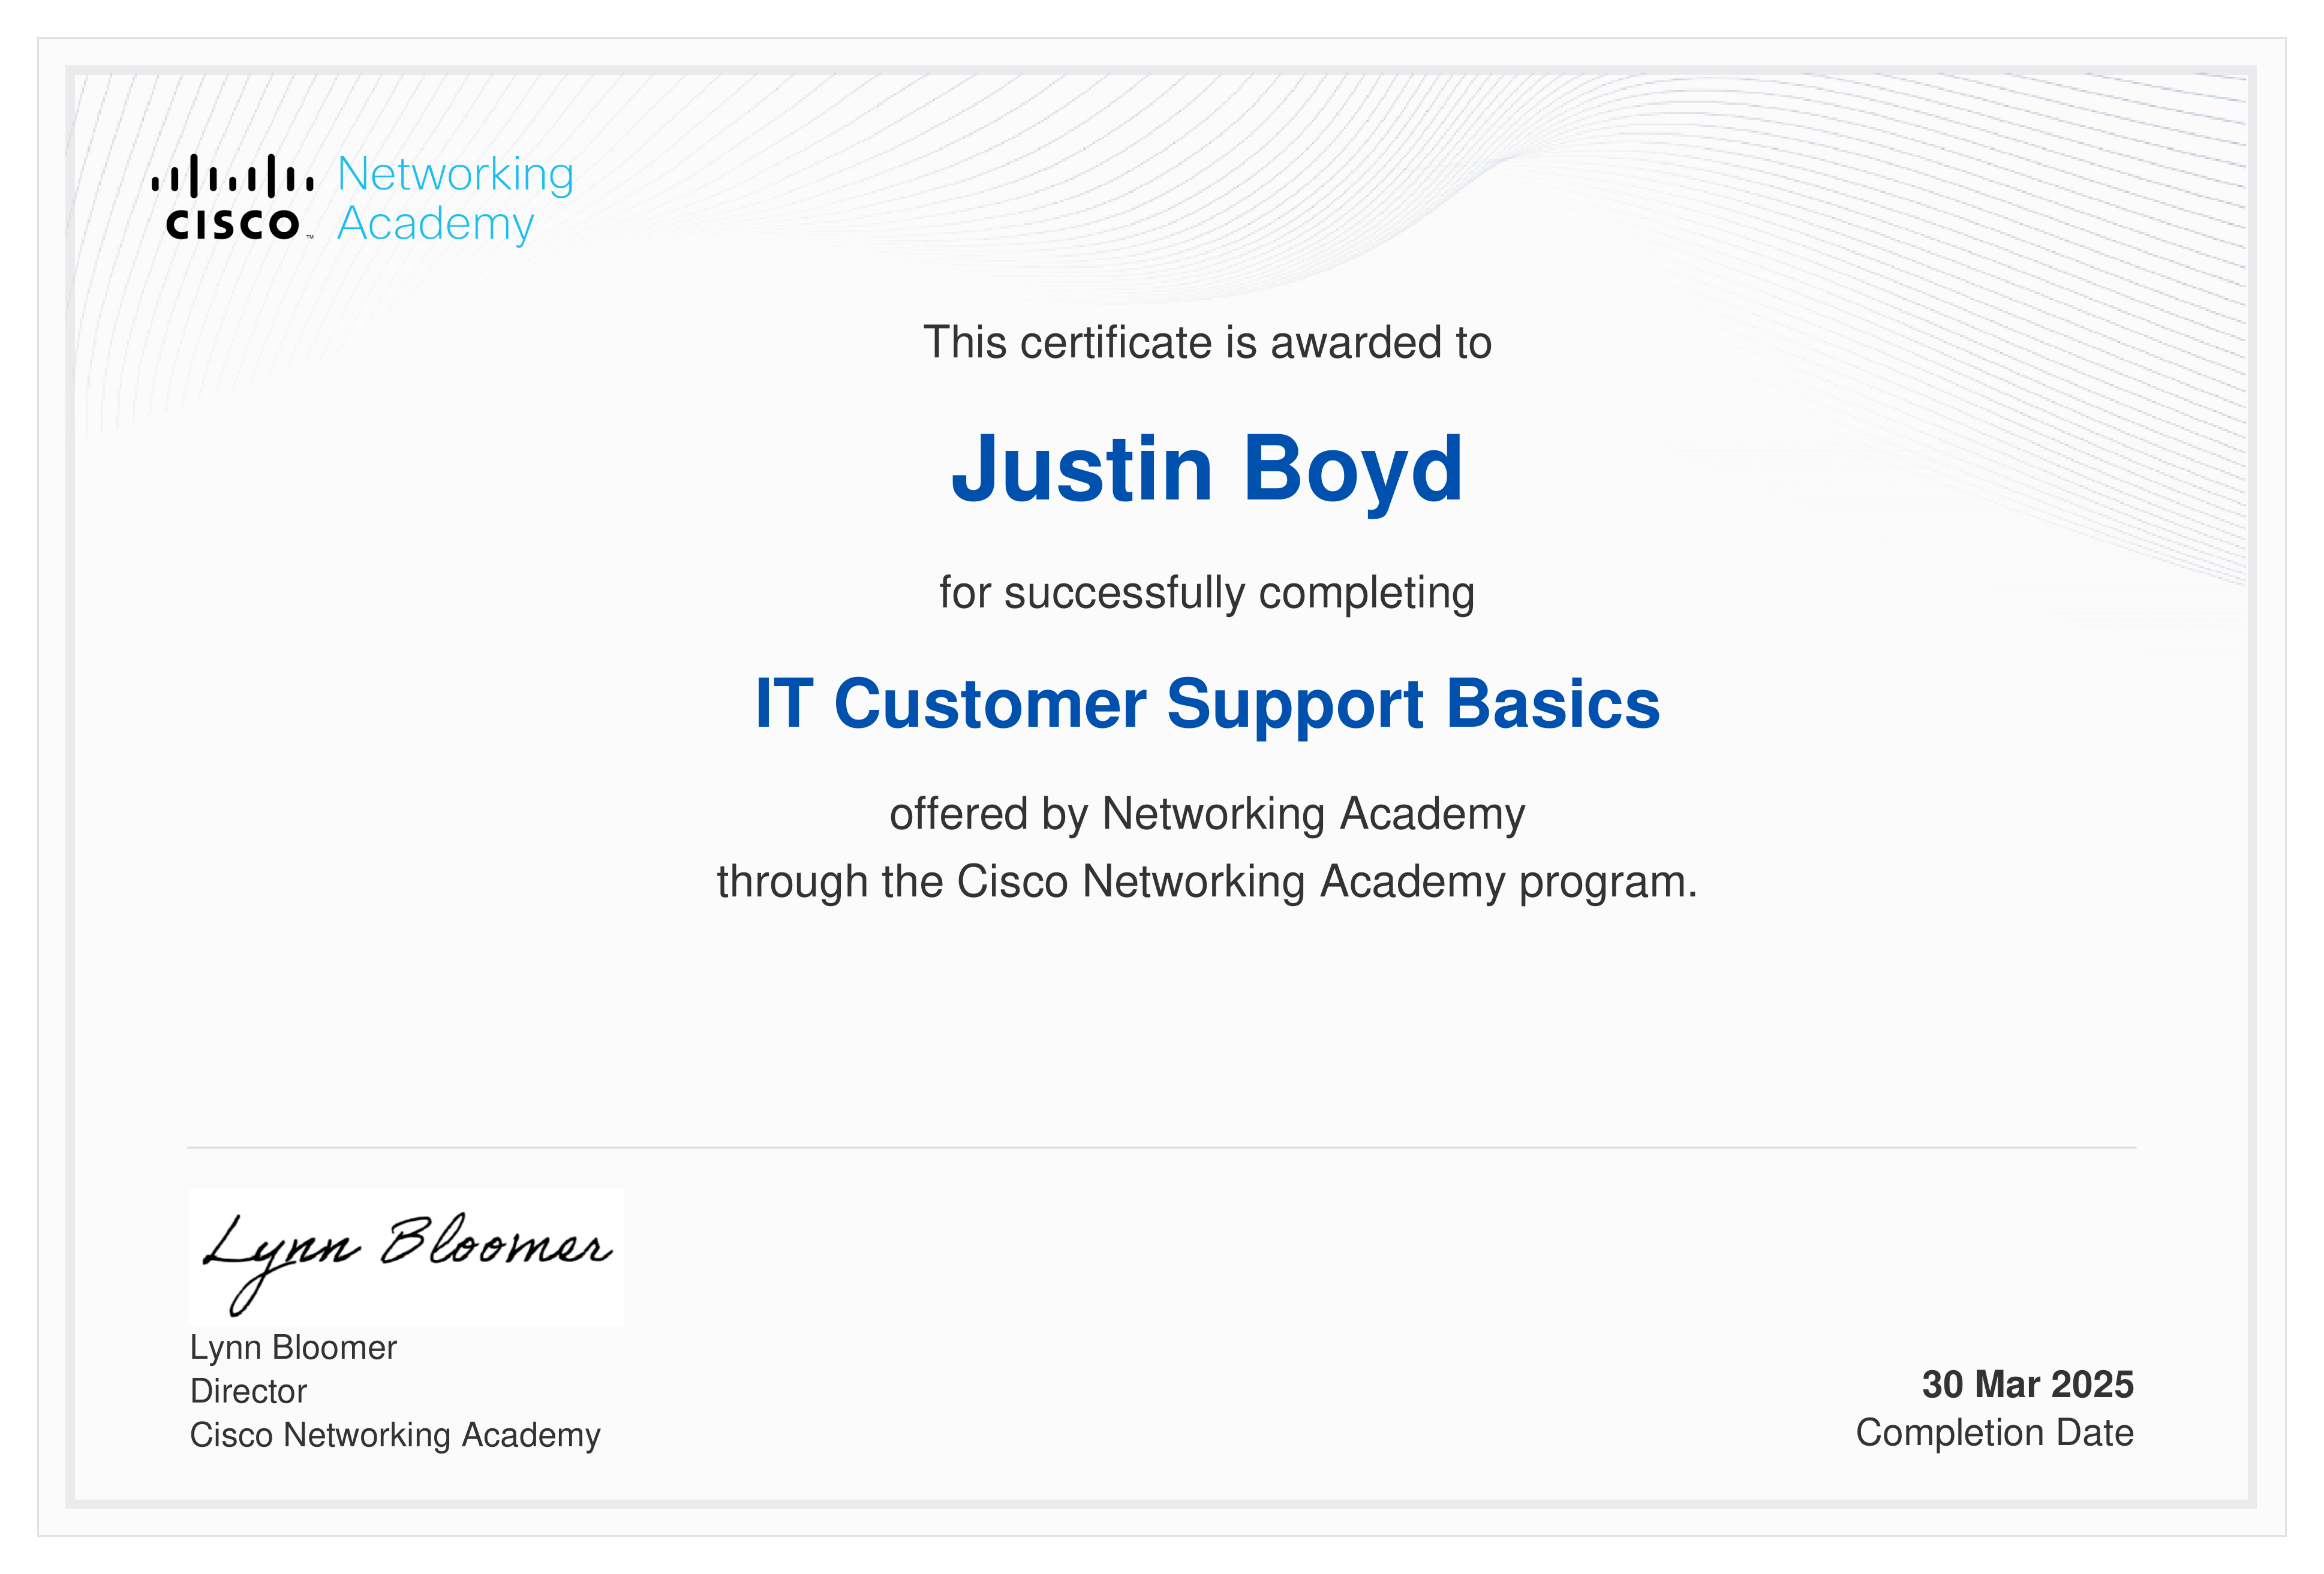 CISCO™
Networking
Academy
This certificate is awarded to
Justin Boyd
for successfully completing
IT Customer Support Basics
offered by Networking Academy
through the Cisco Networking Academy program.
Lynn Bloomer
Lynn Bloomer
Director
Cisco Networking Academy
30 Mar 2025
Completion Date